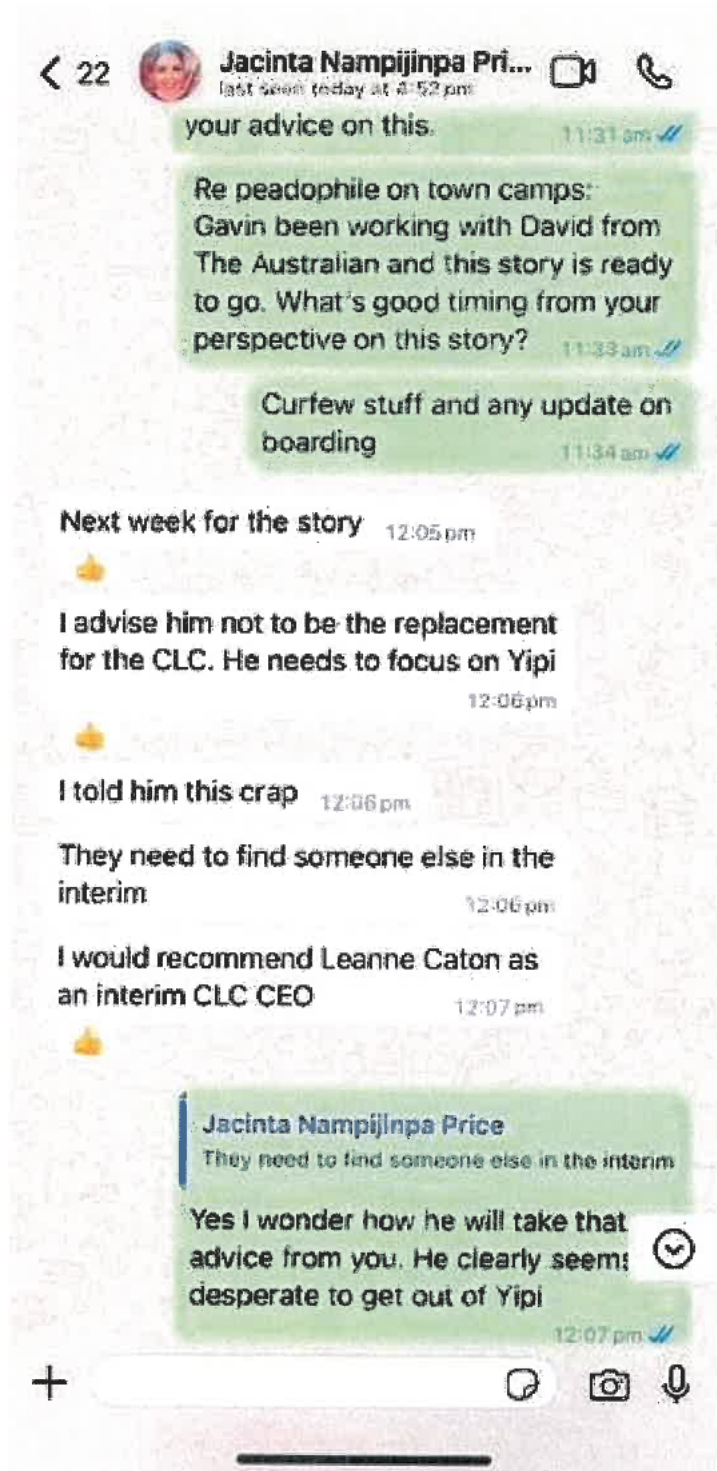 22
Jacinta Nampijinpa Pri...
last seen today at 4:52 pm
your advice on this.
11:31 am
Re peadophile on town camps:
Gavin been working with David from
The Australian and this story is ready
to go. What's good timing from your
perspective on this story? 11:33 am
Curfew stuff and any update on
boarding 11:34 am
Next week for the story 12:05 pm
I advise him not to be the replacement
for the CLC. He needs to focus on Yipi
12:06 pm
I told him this crap 12:06 pm
They need to find someone else in the
interim 12:06 pm
I would recommend Leanne Caton as
an interim CLC CEO 12:07 pm
Jacinta Nampijinpa Price
They need to find someone else in the interim
Yes I wonder how he will take that
advice from you. He clearly seems
desperate to get out of Yipi
12:07 pm